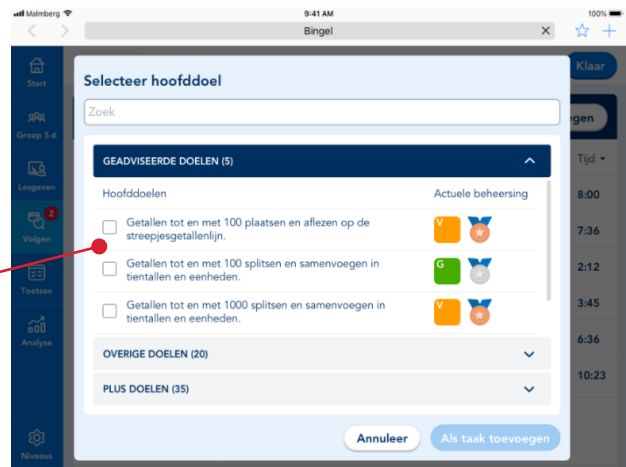 Malmberg 9:41 AM 100%
Bingel
Start
Groep 5-6
Lesgeven
Volgen 2
Toetsen
Analyse
Niveaus
Klaar
egen
Tijd
8:00
7:36
2:12
3:45
6:36
10:23
Selecteer hoofddoel
Zoek
GEADVISEERDE DOELEN (5)
Hoofddoelen Actuele beheersing
Getallen tot en met 100 plaatsen en aflezen op de
streepjesgetallenlijn.
V
Getallen tot en met 100 splitsen en samenvoegen in
tientallen en eenheden.
G
Getallen tot en met 1000 splitsen en samenvoegen in
tientallen en eenheden.
V
OVERIGE DOELEN (20)
PLUS DOELEN (35)
Annuleer Als taak toevoegen